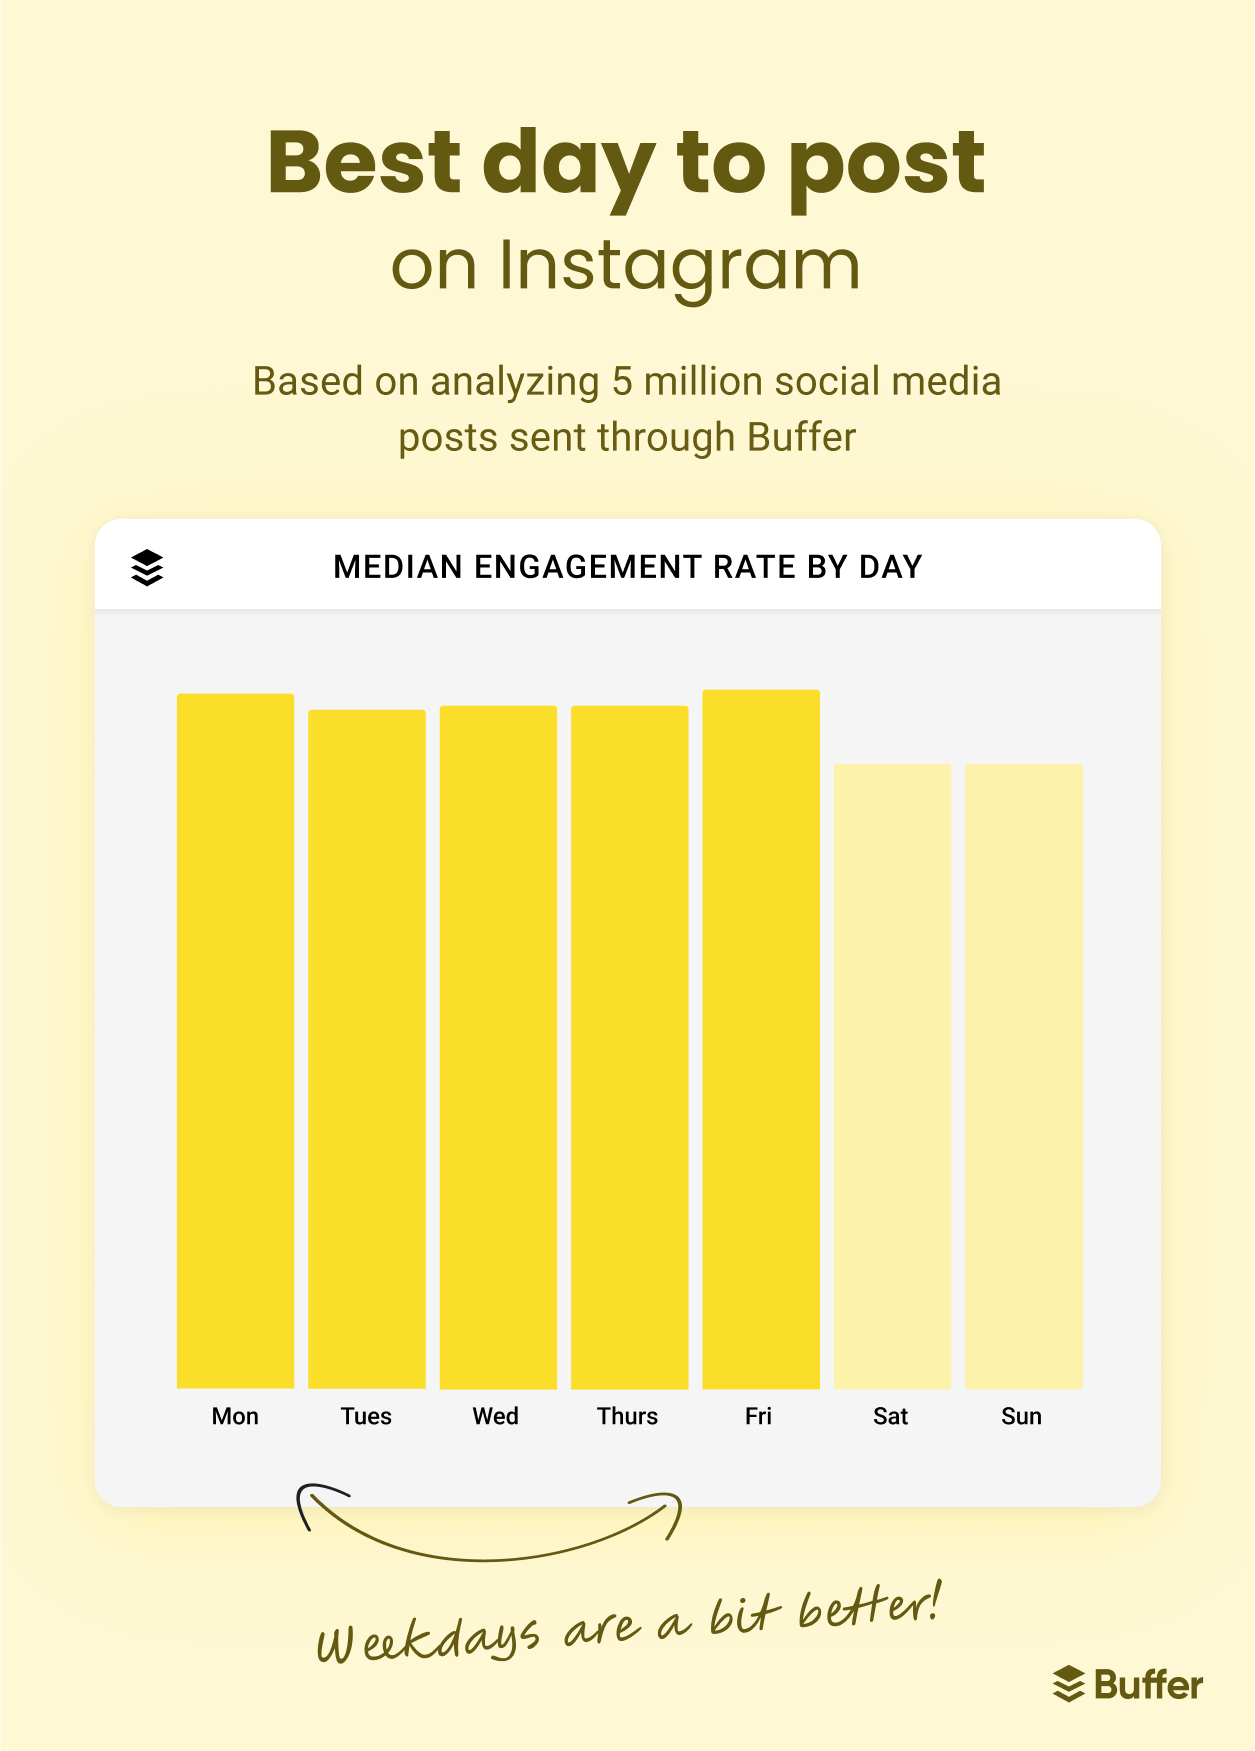 Best day to post
on Instagram
Based on analyzing 5 million social media
posts sent through Buffer
MEDIAN ENGAGEMENT RATE BY DAY
Mon Tues Wed Thurs Fri Sat Sun
Weekdays are a bit better!
Buffer